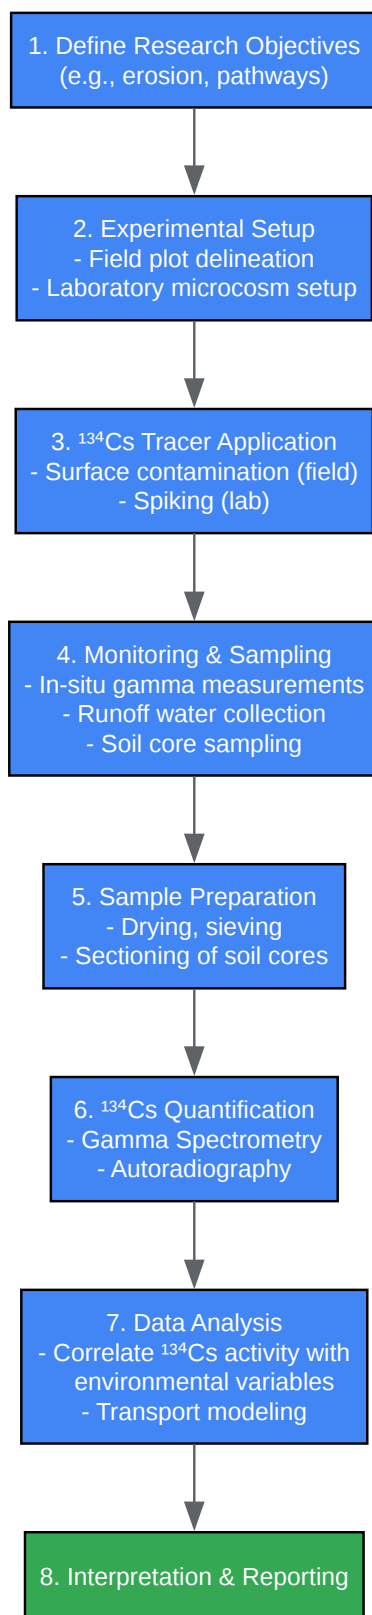 1. Define Research Objectives
(e.g., erosion, pathways)
2. Experimental Setup
- Field plot delineation
- Laboratory microcosm setup
3. ¹³⁴Cs Tracer Application
- Surface contamination (field)
- Spiking (lab)
4. Monitoring & Sampling
- In-situ gamma measurements
- Runoff water collection
- Soil core sampling
5. Sample Preparation
- Drying, sieving
- Sectioning of soil cores
6. ¹³⁴Cs Quantification
- Gamma Spectrometry
- Autoradiography
7. Data Analysis
- Correlate ¹³⁴Cs activity with
environmental variables
- Transport modeling
8. Interpretation & Reporting